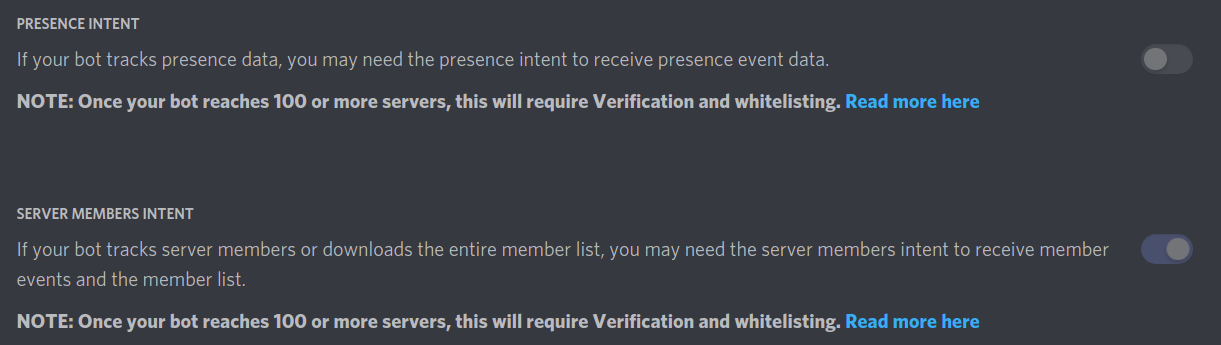 PRESENCE INTENT
If your bot tracks presence data, you may need the presence intent to receive presence event data.
NOTE: Once your bot reaches 100 or more servers, this will require Verification and whitelisting. Read more here
SERVER MEMBERS INTENT
If your bot tracks server members or downloads the entire member list, you may need the server members intent to receive member
events and the member list.
NOTE: Once your bot reaches 100 or more servers, this will require Verification and whitelisting. Read more here